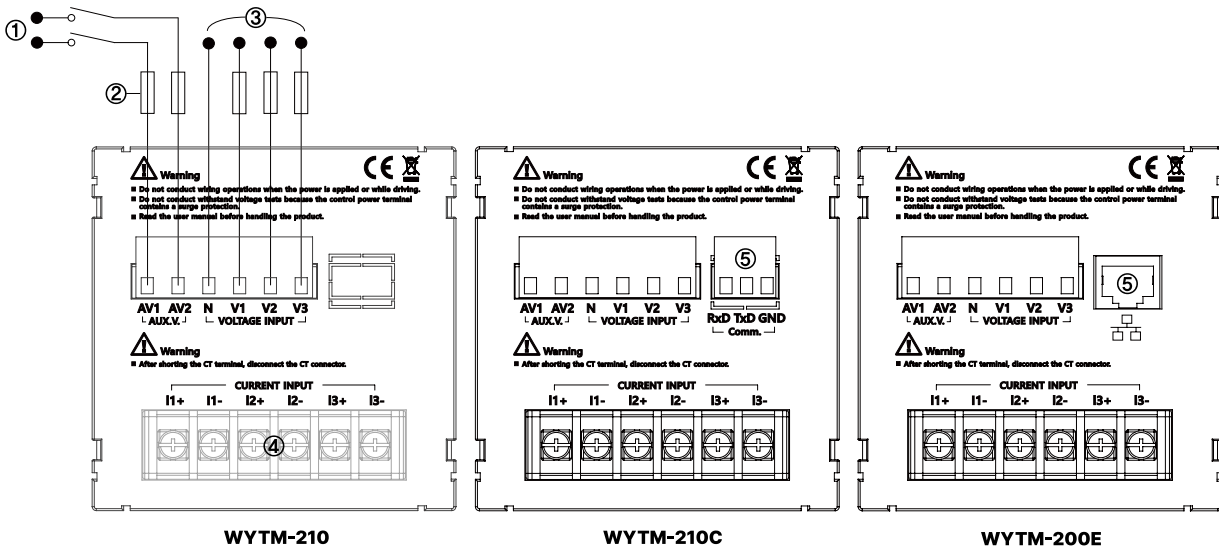 ①
②
③
Warning
■ Do not conduct wiring operations when the power is applied or while driving.
■ Do not conduct withstand voltage tests because the control power terminal
contains a surge protection.
■ Read the user manual before handling the product.
AV1 AV2 N V1 V2 V3
AUX.V. VOLTAGE INPUT
Warning
■ After shorting the CT terminal, disconnect the CT connector.
CURRENT INPUT
I1+ I1- I2+ I2- I3+ I3-
④
WYTM-210
CE
Warning
■ Do not conduct wiring operations when the power is applied or while driving.
■ Do not conduct withstand voltage tests because the control power terminal
contains a surge protection.
■ Read the user manual before handling the product.
⑤
AV1 AV2 N V1 V2 V3
AUX.V. VOLTAGE INPUT
RxD TxD GND
Comm.
Warning
■ After shorting the CT terminal, disconnect the CT connector.
CURRENT INPUT
I1+ I1- I2+ I2- I3+ I3-
WYTM-210C
CE
Warning
■ Do not conduct wiring operations when the power is applied or while driving.
■ Do not conduct withstand voltage tests because the control power terminal
contains a surge protection.
■ Read the user manual before handling the product.
⑤
AV1 AV2 N V1 V2 V3
AUX.V. VOLTAGE INPUT
Warning
■ After shorting the CT terminal, disconnect the CT connector.
CURRENT INPUT
I1+ I1- I2+ I2- I3+ I3-
WYTM-200E
CE